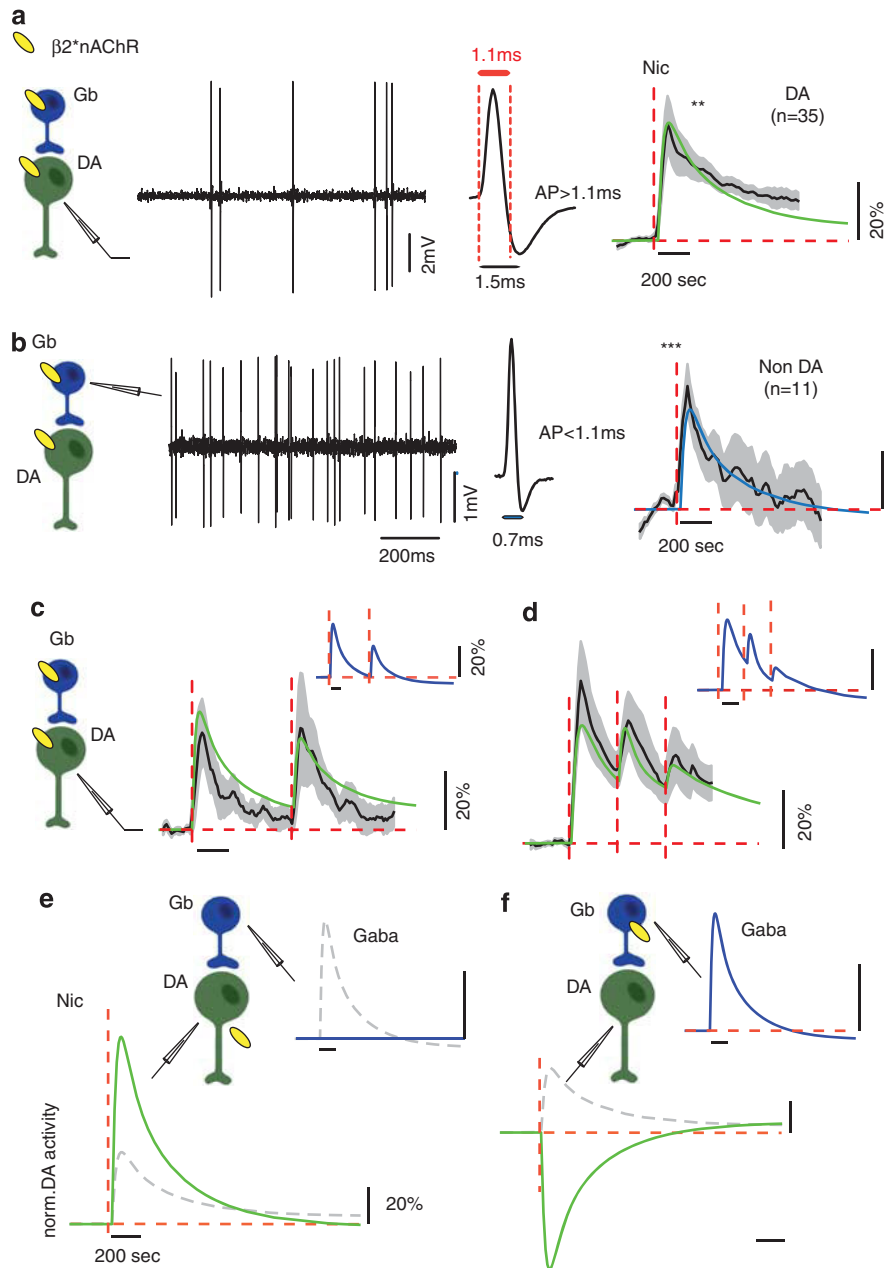 a
β2*nAChR
Gb
DA
2mV
1.1ms
AP>1.1ms
1.5ms
Nic
**
DA
(n=35)
20%
200 sec
b
Gb
DA
1mV
200ms
AP<1.1ms
0.7ms
***
Non DA
(n=11)
200 sec
c
Gb
DA
20%
20%
d
20%
e
Gb
DA
Gaba
Nic
norm.DA activity
20%
200 sec
f
Gb
DA
Gaba